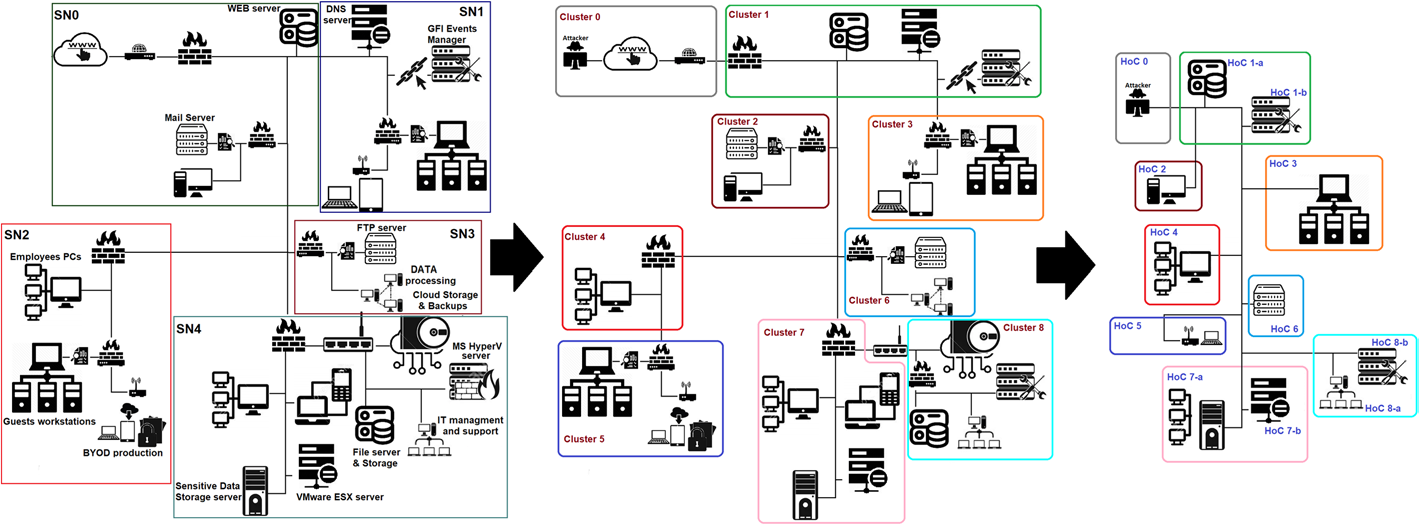 SN0
WEB server
DNS
server
SN1
GFI Events
Manager
WWW
Mail Server
SN2
Employees PCs
SN3
FTP server
DATA
processing
Cloud Storage
& Backups
SN4
MS HyperV
server
Guests workstations
BYOD production
IT managment
and support
File server
& Storage
Sensitive Data
Storage server
VMware ESX server
Cluster 0
Attacker
WWW
Cluster 1
Cluster 2
Cluster 3
Cluster 4
Cluster 6
Cluster 7
Cluster 8
Cluster 5
HoC 0
Attacker
HoC 1-a
HoC 1-b
HoC 2
HoC 3
HoC 4
HoC 5
HoC 6
HoC 7-a
HoC 7-b
HoC 8-b
HoC 8-a